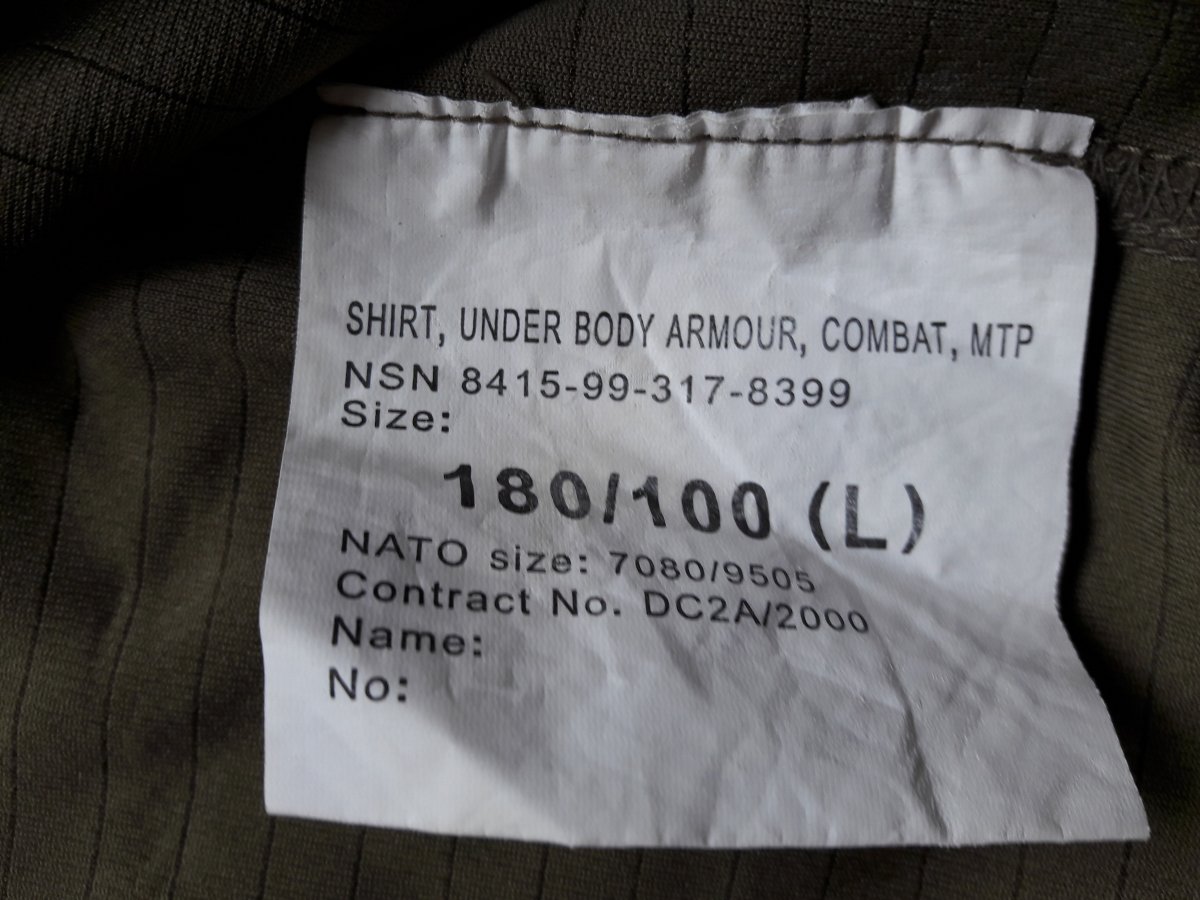 SHIRT, UNDER BODY ARMOUR, COMBAT, MTP
NSN 8415-99-317-8399
Size:
180/100 (L)
NATO size: 7080/9505
Contract No. DC2A/2000
Name:
No: